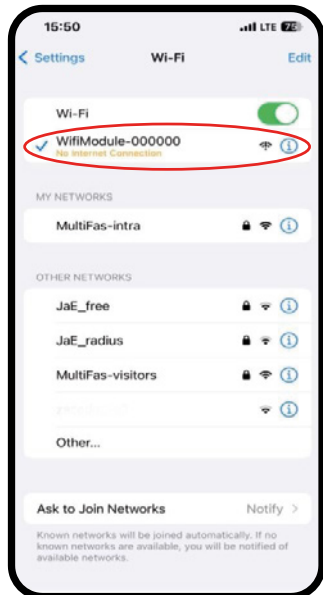 15:50 LTE 72
Settings Wi-Fi Edit
Wi-Fi
WifiModule-000000
No Internet Connection
MY NETWORKS
MultiFas-intra
OTHER NETWORKS
JaE_free
JaE_radius
MultiFas-visitors
Other...
Ask to Join Networks Notify
Known networks will be joined automatically. If no
known networks are available, you will be notified of
available networks.